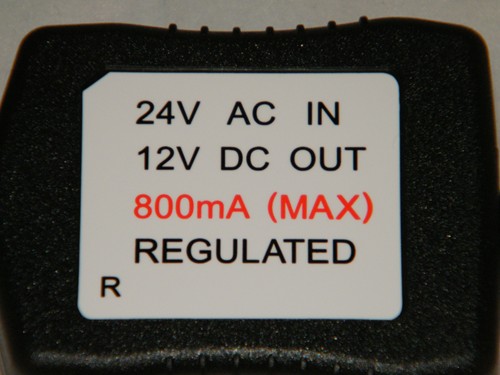 24V AC IN
12V DC OUT
800mA (MAX)
REGULATED
R